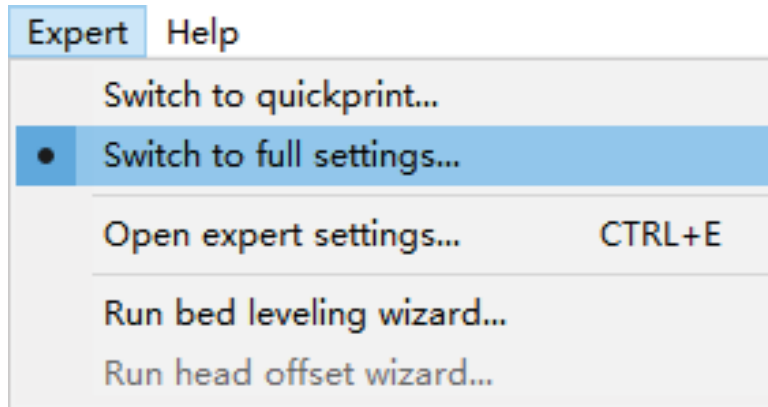 Expert Help
Switch to quickprint...
Switch to full settings...
Open expert settings... CTRL+E
Run bed leveling wizard...
Run head offset wizard...